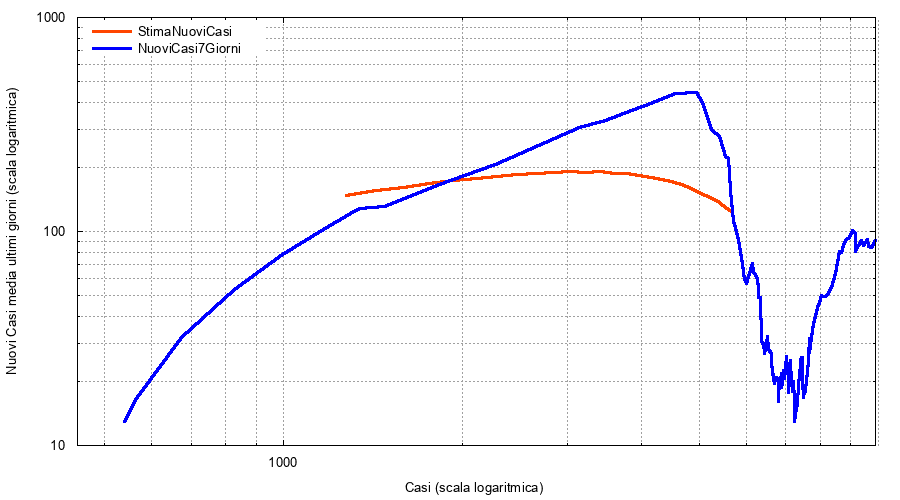 1000
StimaNuoviCasi
NuoviCasi7Giorni
Nuovi Casi media ultimi giorni (scala logaritmica)
100
10
1000
Casi (scala logaritmica)